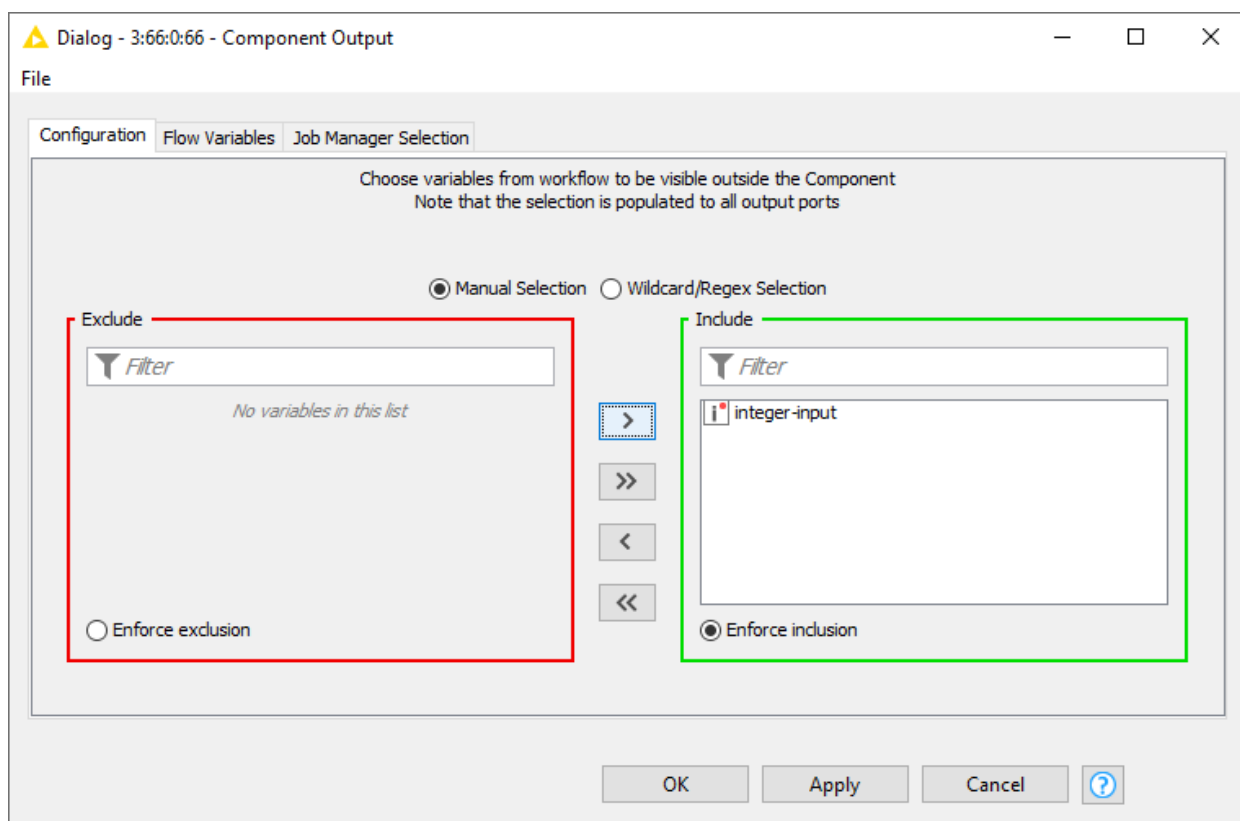 Dialog - 3:66:0:66 - Component Output
File
Configuration Flow Variables Job Manager Selection
Choose variables from workflow to be visible outside the Component
Note that the selection is populated to all output ports
Manual Selection Wildcard/Regex Selection
Exclude Include
Filter Filter
No variables in this list > i integer-input
>>
<
<<
Enforce exclusion Enforce inclusion
OK Apply Cancel ?